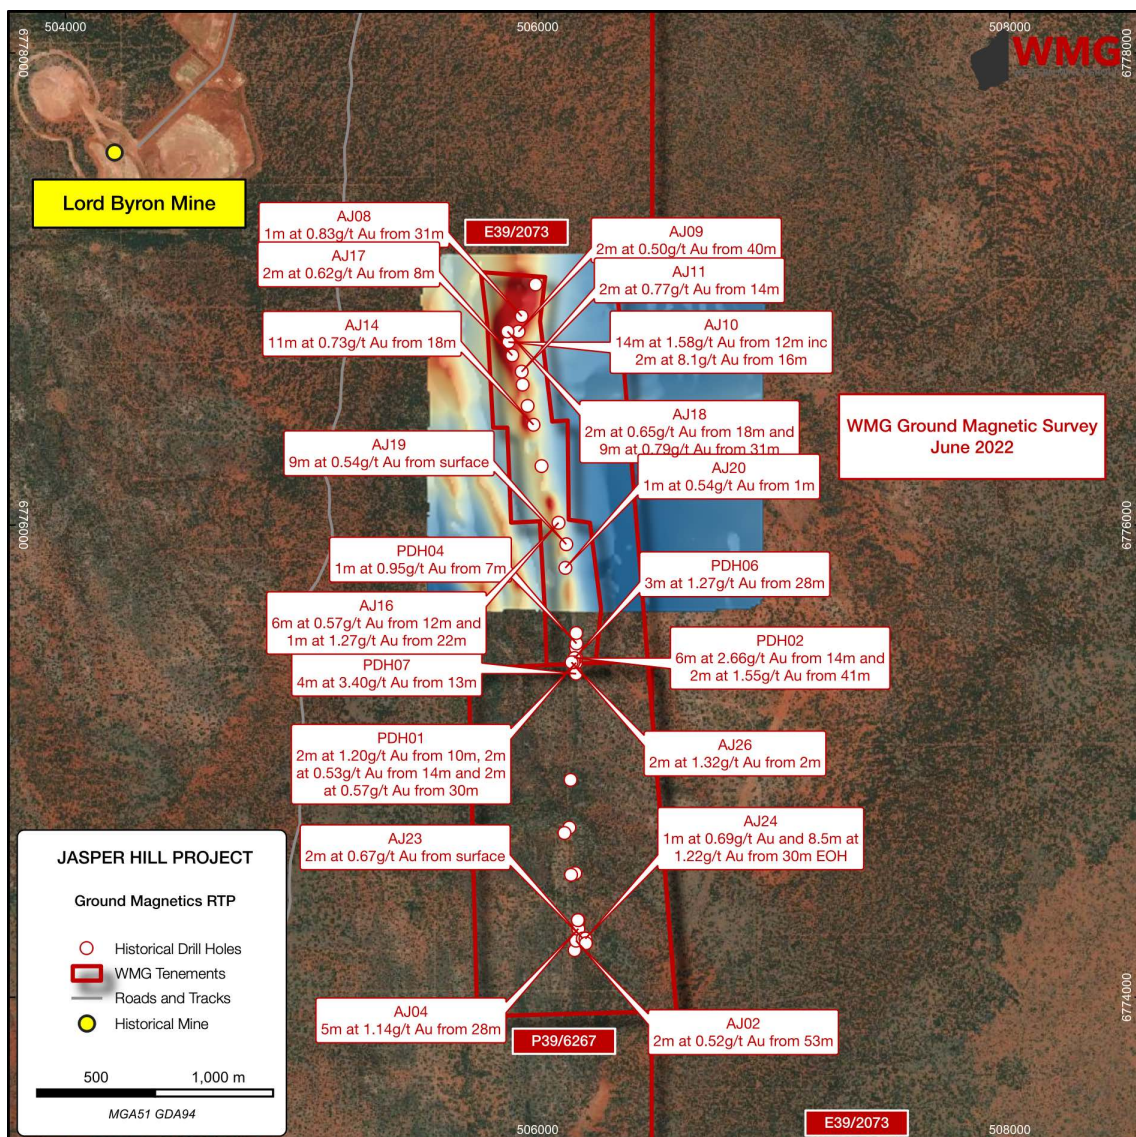 504000
506000
508000
6778000
6778000
WMG
Lord Byron Mine
AJ08
1m at 0.83g/t Au from 31m
E39/2073
AJ09
2m at 0.50g/t Au from 40m
AJ17
2m at 0.62g/t Au from 8m
AJ11
2m at 0.77g/t Au from 14m
AJ14
11m at 0.73g/t Au from 18m
AJ10
14m at 1.58g/t Au from 12m inc
2m at 8.1g/t Au from 16m
AJ18
2m at 0.65g/t Au from 18m and
9m at 0.79g/t Au from 31m
WMG Ground Magnetic Survey
June 2022
AJ19
9m at 0.54g/t Au from surface
AJ20
1m at 0.54g/t Au from 1m
6776000
6776000
PDH04
1m at 0.95g/t Au from 7m
PDH06
3m at 1.27g/t Au from 28m
AJ16
6m at 0.57g/t Au from 12m and
1m at 1.27g/t Au from 22m
PDH02
6m at 2.66g/t Au from 14m and
2m at 1.55g/t Au from 41m
PDH07
4m at 3.40g/t Au from 13m
PDH01
2m at 1.20g/t Au from 10m, 2m
at 0.53g/t Au from 14m and 2m
at 0.57g/t Au from 30m
AJ26
2m at 1.32g/t Au from 2m
AJ23
2m at 0.67g/t Au from surface
AJ24
1m at 0.69g/t Au and 8.5m at
1.22g/t Au from 30m EOH
AJ04
5m at 1.14g/t Au from 28m
AJ02
2m at 0.52g/t Au from 53m
6774000
P39/6267
E39/2073
506000
508000
JASPER HILL PROJECT
Ground Magnetics RTP
Historical Drill Holes
WMG Tenements
Roads and Tracks
Historical Mine
500
1,000 m
MGA51 GDA94